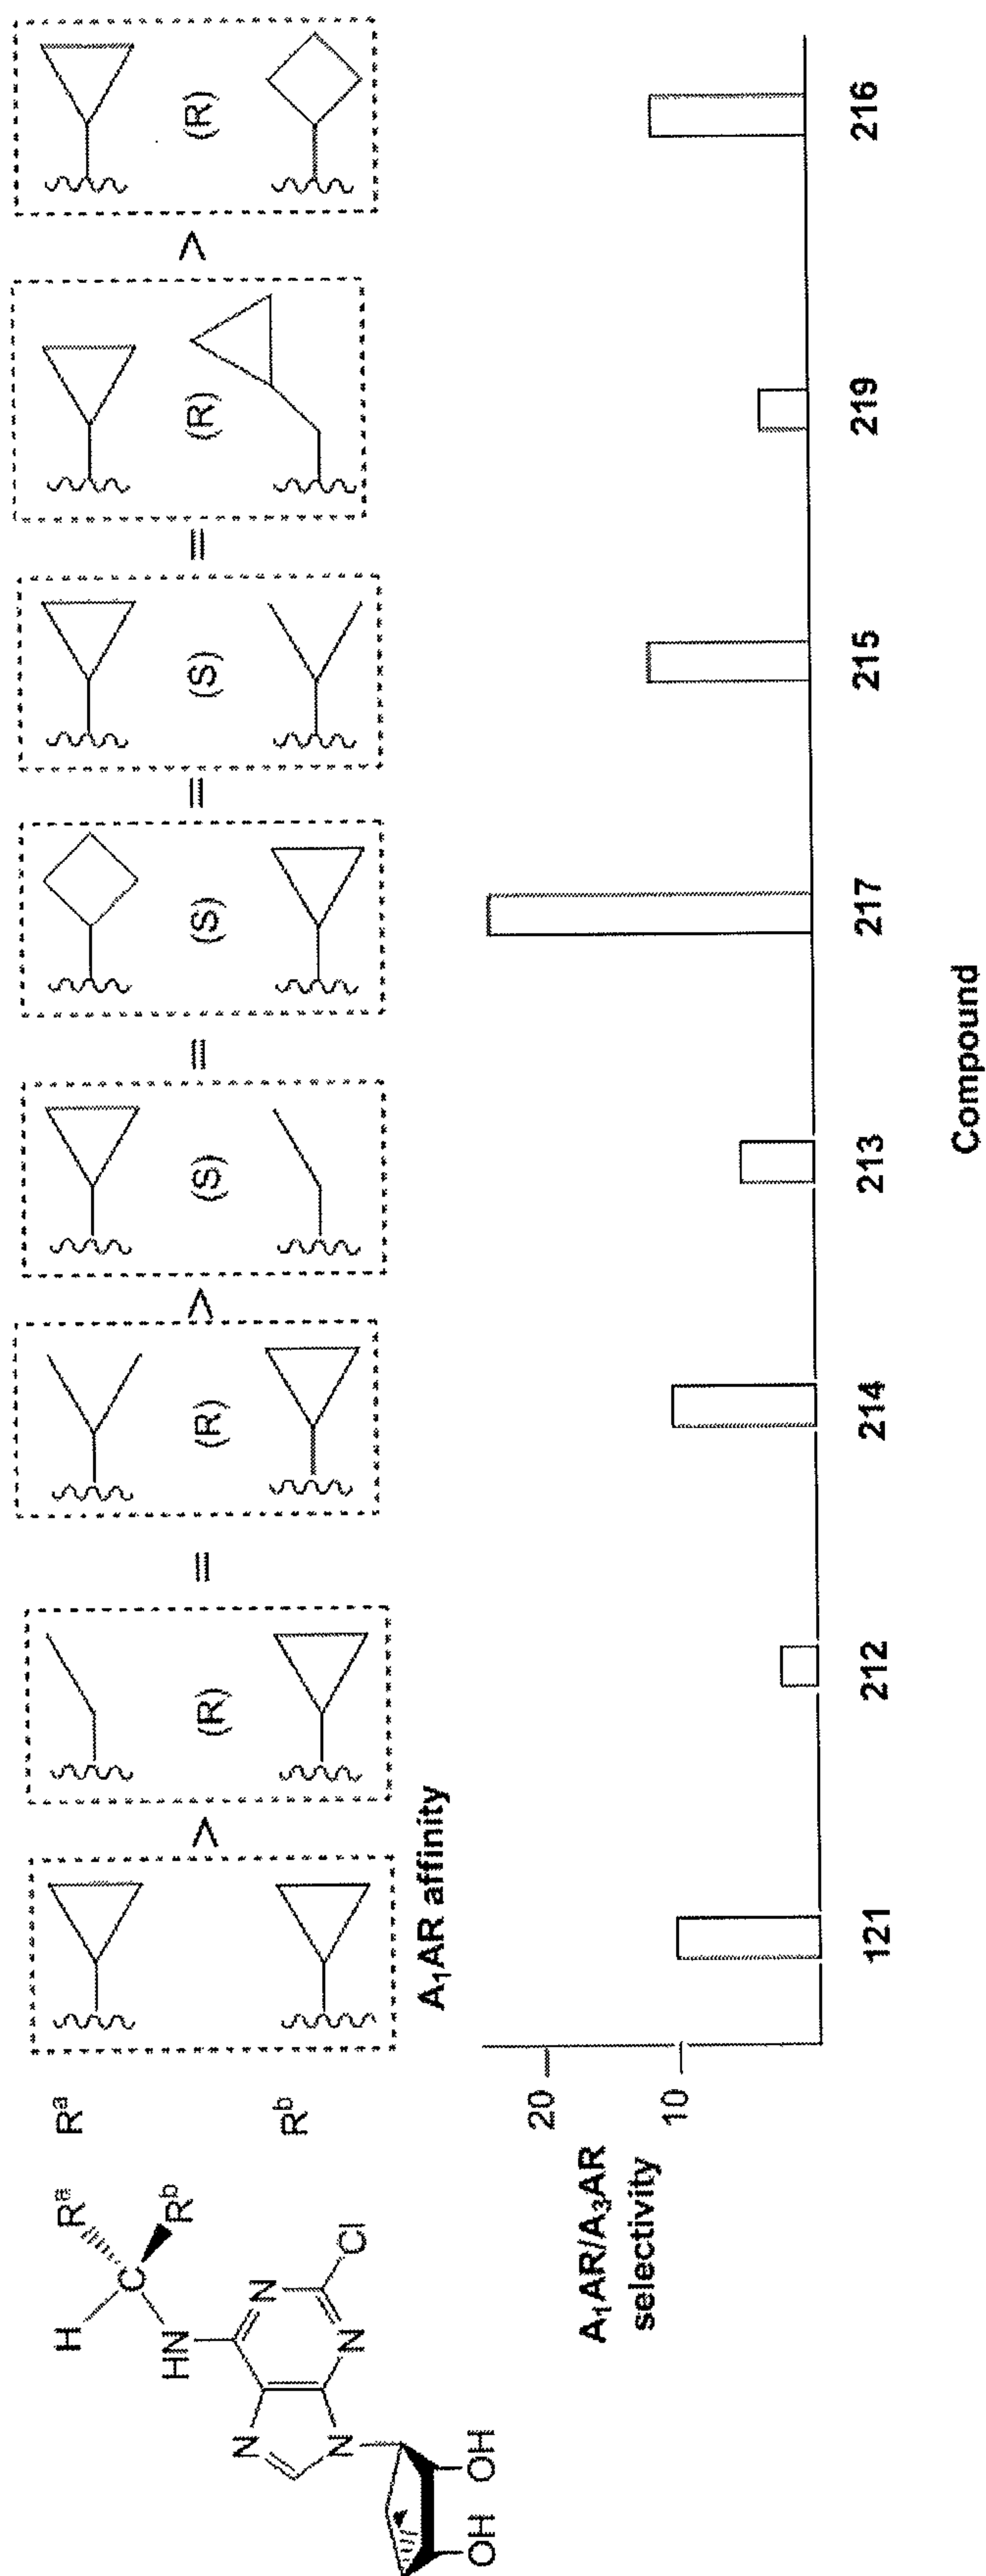 H
Rᵃ
C
Rᵇ
HN
N
N
N
N
Cl
OH OH
Rᵃ
> (R) = (R) > (S) = (S) = (S) = (R) > (R)
Rᵇ
A₁AR affinity
A₁AR/A₃AR
selectivity
20
10
121 212 214 213 217 215 219 216
Compound